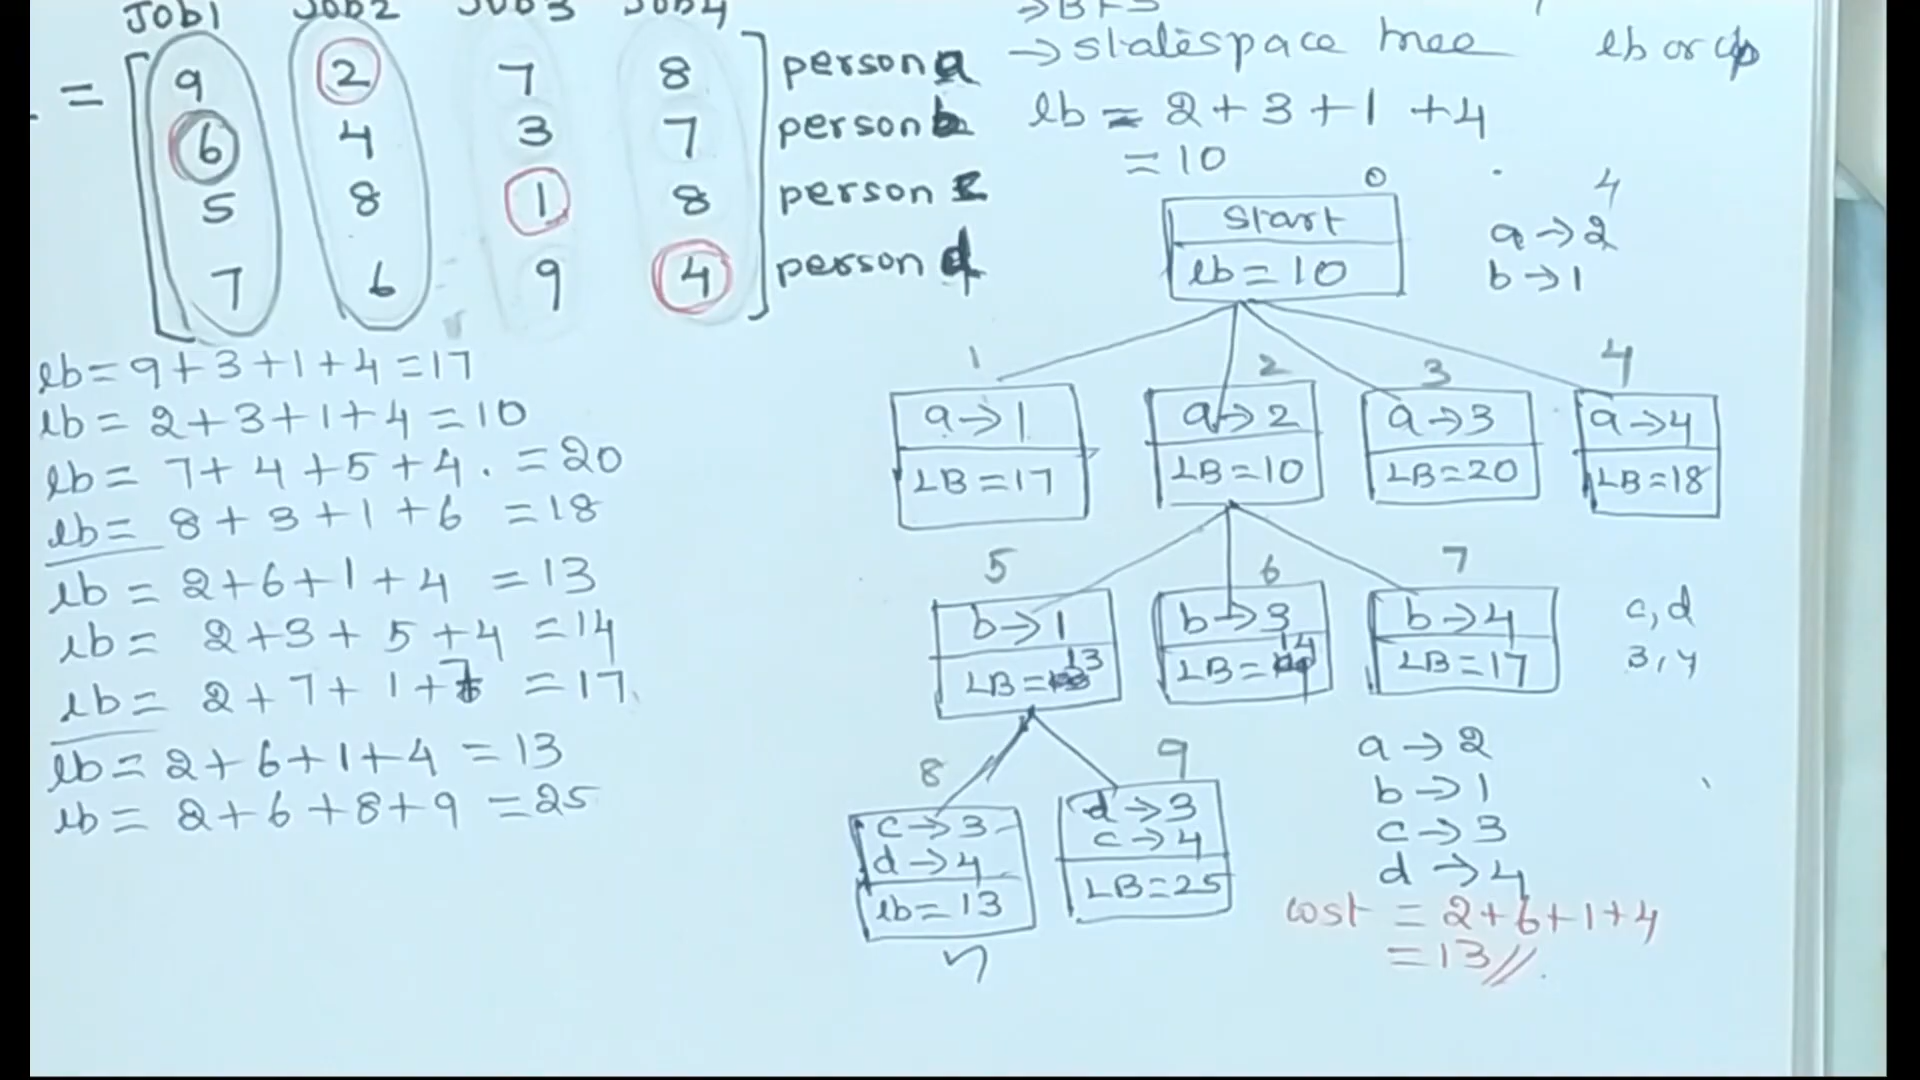 JOB1 JOB2 JOB3 JOB4
= 9 2 7 8 person a
6 4 3 7 person b
5 8 1 8 person c
7 6 9 4 person d
lb = 9+3+1+4 = 17
lb = 2+3+1+4 = 10
lb = 7+4+5+4. = 20
lb = 8+3+1+6 = 18
lb = 2+6+1+4 = 13
lb = 2+3+5+4 = 14
lb = 2+7+1+7 = 17
lb = 2+6+1+4 = 13
lb = 2+6+8+9 = 25
→ BFS
→ statespace tree lb or up
lb = 2+3+1+4
= 10
0
Start
lb = 10
4
a→2
b→1
1 2 3 4
a→1 a→2 a→3 a→4
LB=17 LB=10 LB=20 LB=18
5 6 7
b→1 b→3 b→4
LB=13 LB=14 LB=17
c,d
3,4
8 9
c→3 d→3
d→4 c→4
lb=13 LB=25
a→2
b→1
c→3
d→4
cost = 2+6+1+4
= 13//